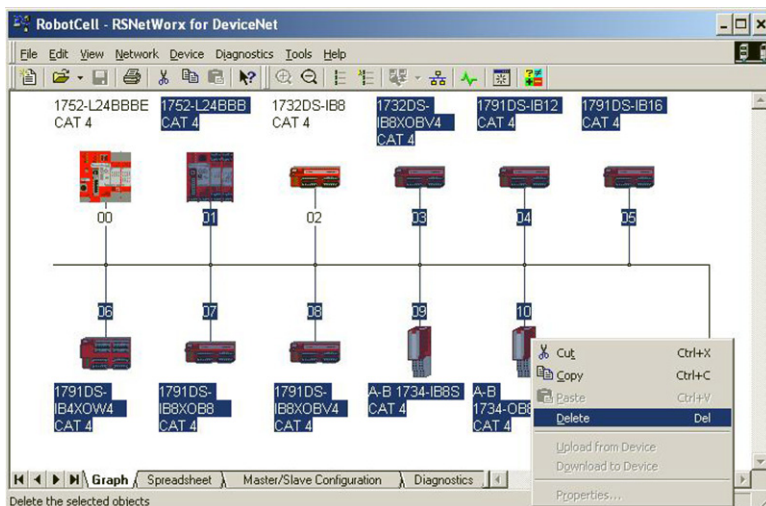 RobotCell - RSNetWorx for DeviceNet
File Edit View Network Device Diagnostics Tools Help
1752-L24BBBE
CAT 4
1752-L24BBB
CAT 4
1732DS-IB8
CAT 4
1732DS-
IB8XOBV4
CAT 4
1791DS-IB12
CAT 4
1791DS-IB16
CAT 4
00
01
02
03
04
05
06
07
08
09
10
1791DS-
IB4XOW4
CAT 4
1791DS-
IB8XOB8
CAT 4
1791DS-
IB8XOBV4
CAT 4
A-B 1734-IB8S
CAT 4
A-B
1734-OB8
CAT 4
Cut Ctrl+X
Copy Ctrl+C
Paste Ctrl+V
Delete Del
Upload from Device
Download to Device
Properties...
Graph Spreadsheet Master/Slave Configuration Diagnostics
Delete the selected objects